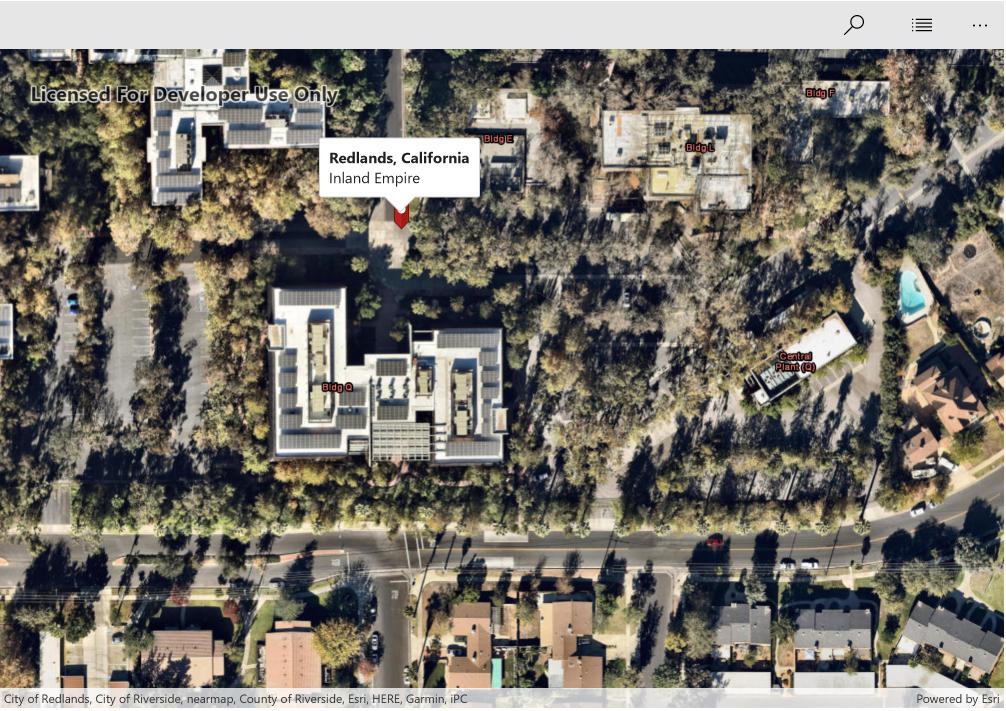 Licensed For Developer Use Only
Bldg F
Bldg E
Bldg L
Redlands, California
Inland Empire
Central
Plant (Q)
Bldg Q
City of Redlands, City of Riverside, nearmap, County of Riverside, Esri, HERE, Garmin, iPC
Powered by Esri